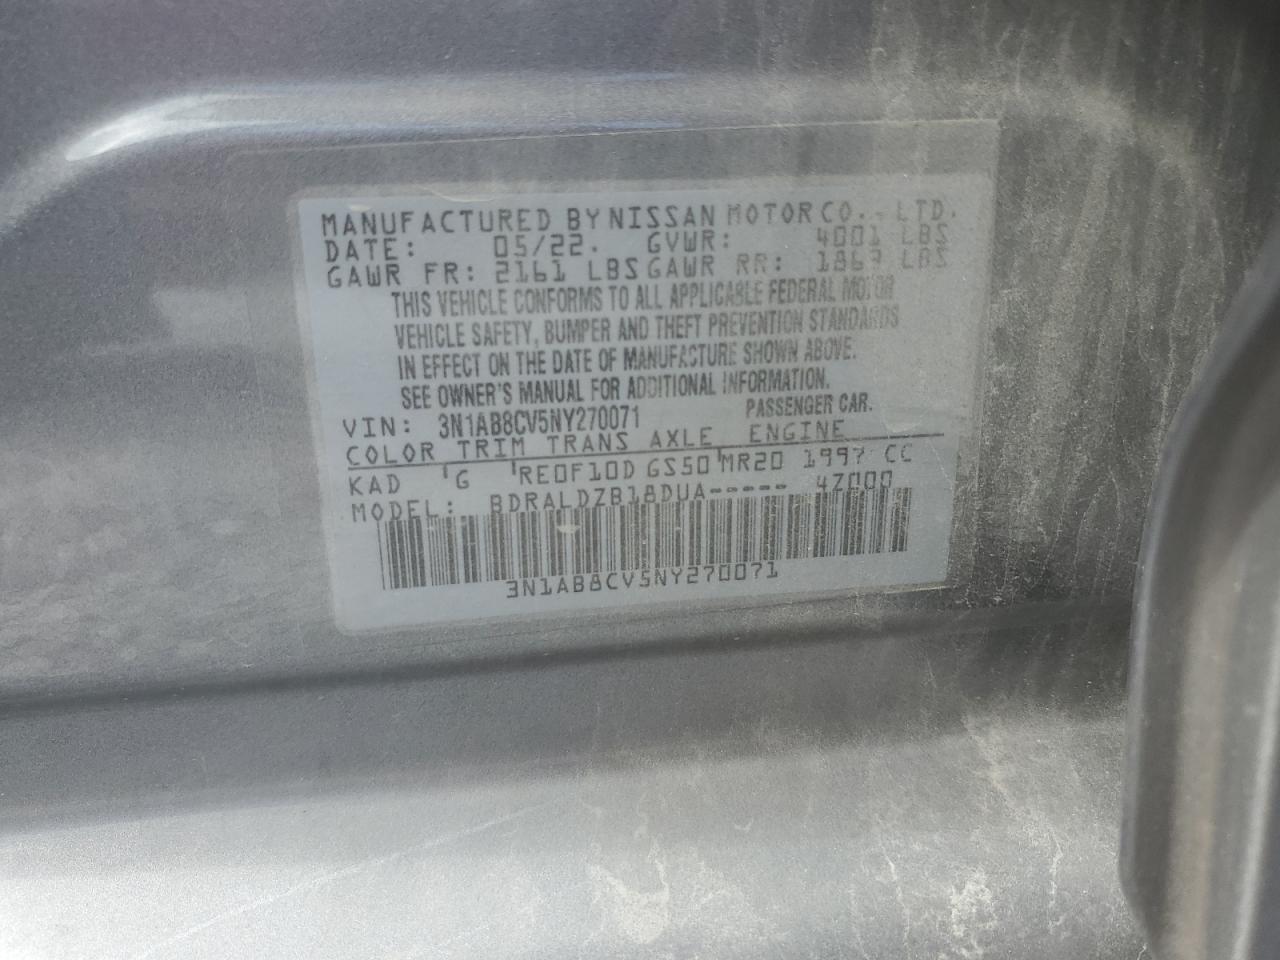 MANUFACTURED BY NISSAN MOTOR CO., LTD.
DATE: 05/22. GVWR: 4001 LBS
GAWR FR: 2161 LBS GAWR RR: 1869 LBS
THIS VEHICLE CONFORMS TO ALL APPLICABLE FEDERAL MOTOR
VEHICLE SAFETY, BUMPER AND THEFT PREVENTION STANDARDS
IN EFFECT ON THE DATE OF MANUFACTURE SHOWN ABOVE.
SEE OWNER'S MANUAL FOR ADDITIONAL INFORMATION.
VIN: 3N1AB8CV5NY270071 PASSENGER CAR.
COLOR TRIM TRANS AXLE ENGINE
KAD G RE0F10D GS50 MR20 1997 CC
MODEL: BDRALDZB18DUA----- 4Z000
3N1AB8CV5NY270071